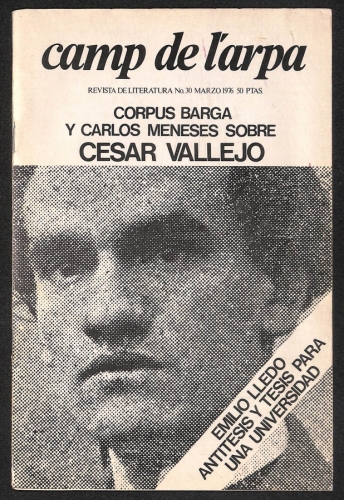 camp de l'arpa
REVISTA DE LITERATURA No. 30 MARZO 1976 50 PTAS.
CORPUS BARGA
Y CARLOS MENESES SOBRE
CESAR VALLEJO
EMILIO LLEDO
ANTITESIS Y TESIS PARA
UNA UNIVERSIDAD